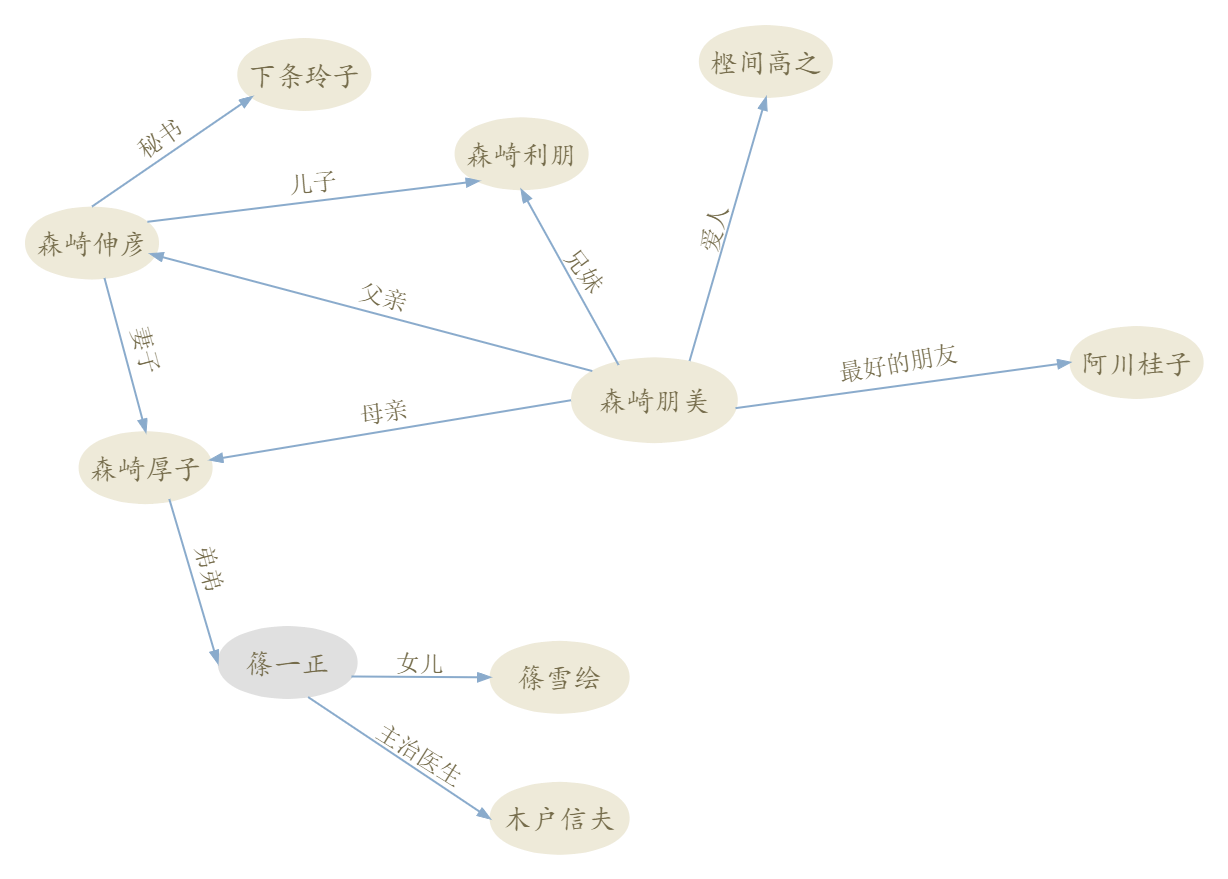 樫间高之
下条玲子
秘书
森崎利朋
儿子
爱人
森崎伸彦
兄妹
父亲
妻子
最好的朋友
阿川桂子
森崎朋美
母亲
森崎厚子
弟弟
篠一正
女儿
篠雪绘
主治医生
木户信夫